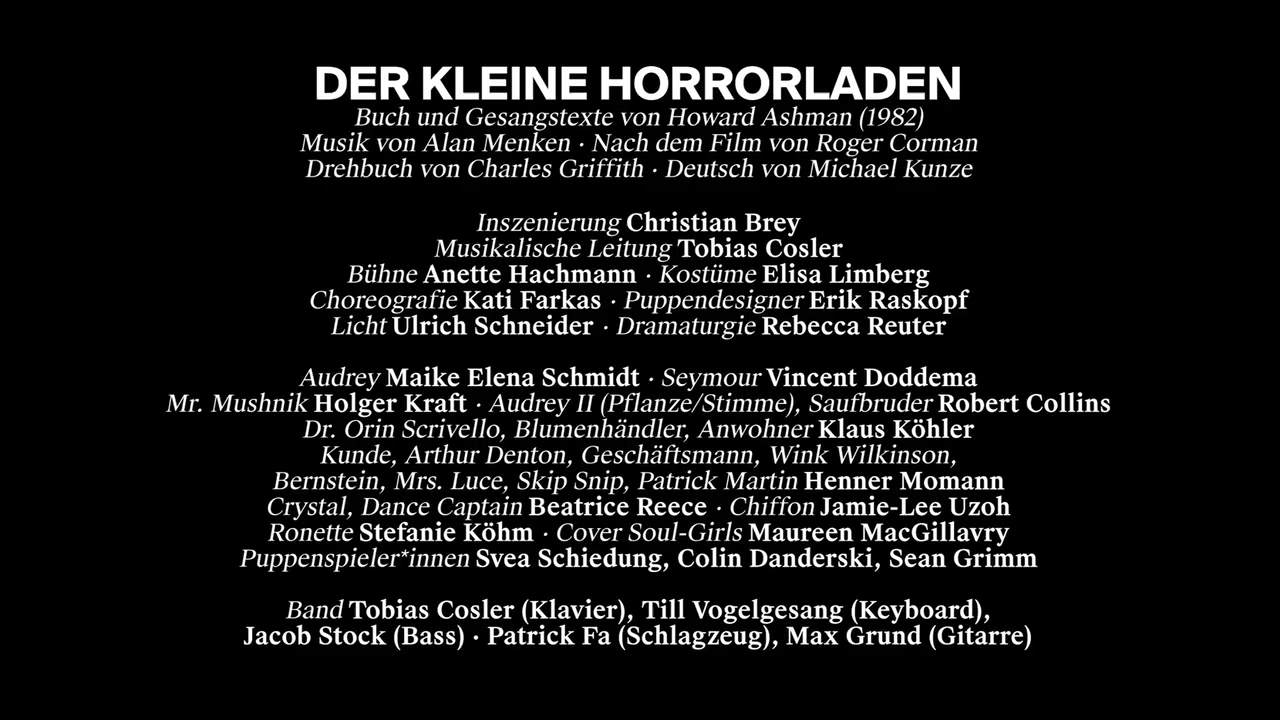 DER KLEINE HORRORLADEN
Buch und Gesangstexte von Howard Ashman (1982)
Musik von Alan Menken · Nach dem Film von Roger Corman
Drehbuch von Charles Griffith · Deutsch von Michael Kunze
Inszenierung Christian Brey
Musikalische Leitung Tobias Cosler
Bühne Anette Hachmann · Kostüme Elisa Limberg
Choreografie Kati Farkas · Puppendesigner Erik Raskopf
Licht Ulrich Schneider · Dramaturgie Rebecca Reuter
Audrey Maike Elena Schmidt · Seymour Vincent Doddema
Mr. Mushnik Holger Kraft · Audrey II (Pflanze/Stimme), Saufbruder Robert Collins
Dr. Orin Scrivello, Blumenhändler, Anwohner Klaus Köhler
Kunde, Arthur Denton, Geschäftsmann, Wink Wilkinson,
Bernstein, Mrs. Luce, Skip Snip, Patrick Martin Henner Momann
Crystal, Dance Captain Beatrice Reece · Chiffon Jamie-Lee Uzoh
Ronette Stefanie Köhm · Cover Soul-Girls Maureen MacGillavry
Puppenspieler*innen Svea Schiedung, Colin Danderski, Sean Grimm
Band Tobias Cosler (Klavier), Till Vogelgesang (Keyboard),
Jacob Stock (Bass) · Patrick Fa (Schlagzeug), Max Grund (Gitarre)